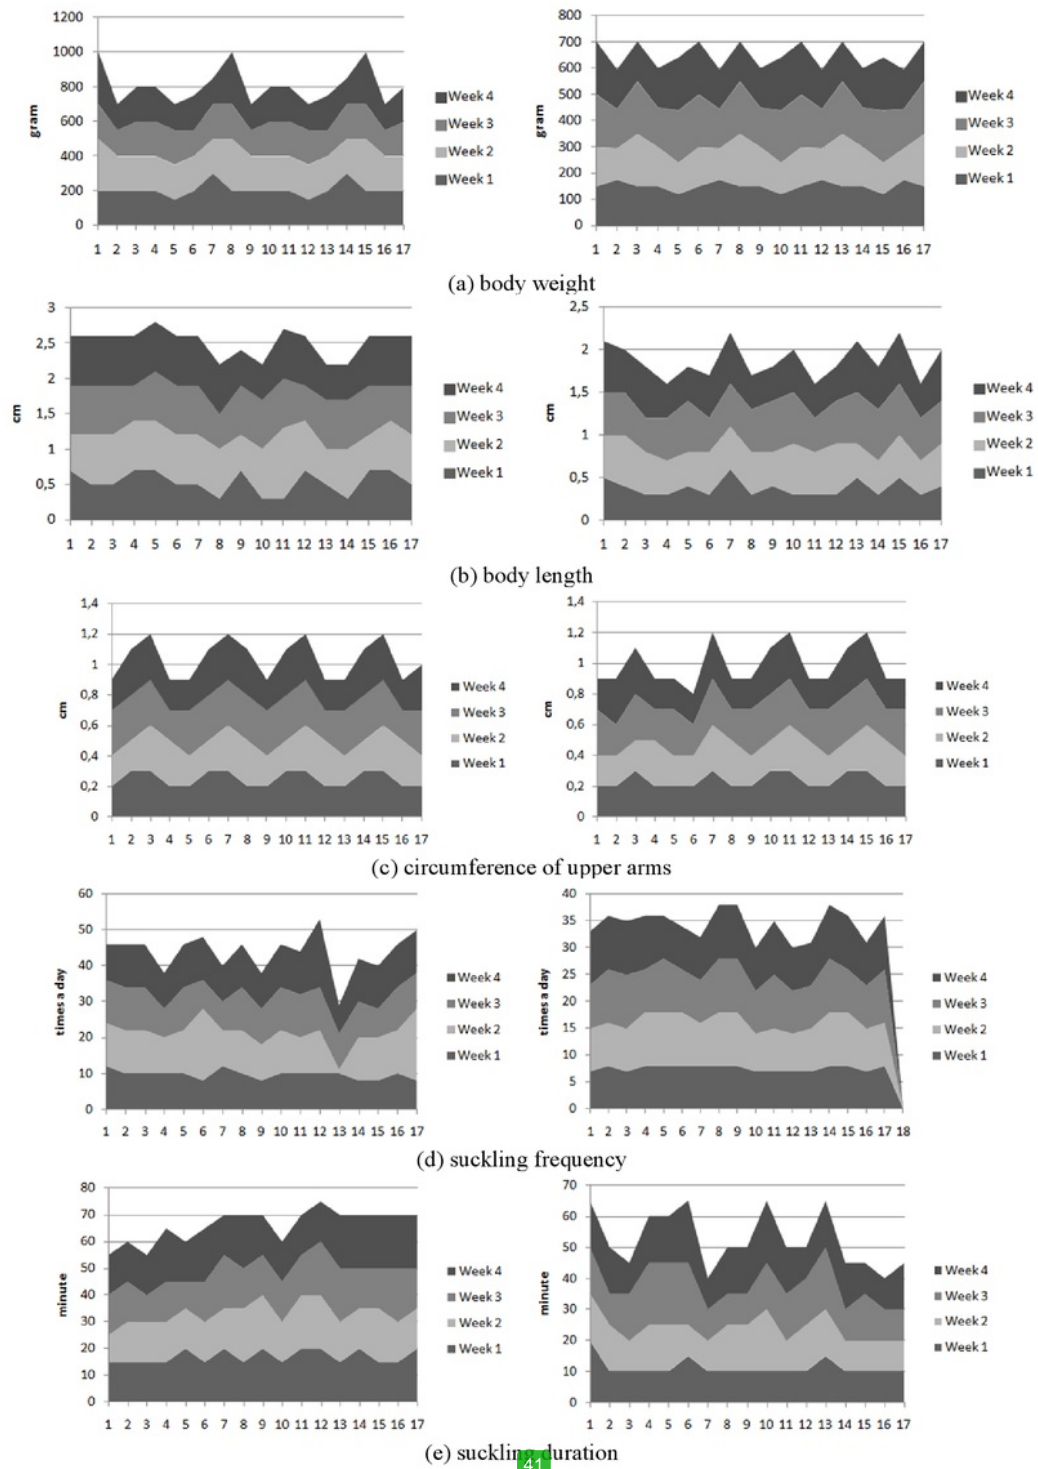 1200
1000
800
600
400
200
0
gram
1 2 3 4 5 6 7 8 9 10 11 12 13 14 15 16 17
Week 4
Week 3
Week 2
Week 1
800
700
600
500
400
300
200
100
0
gram
1 2 3 4 5 6 7 8 9 10 11 12 13 14 15 16 17
Week 4
Week 3
Week 2
Week 1
(a) body weight
3
2,5
2
1,5
1
0,5
0
cm
1 2 3 4 5 6 7 8 9 10 11 12 13 14 15 16 17
Week 4
Week 3
Week 2
Week 1
2,5
2
1,5
1
0,5
0
cm
1 2 3 4 5 6 7 8 9 10 11 12 13 14 15 16 17
Week 4
Week 3
Week 2
Week 1
(b) body length
1,4
1,2
1
0,8
0,6
0,4
0,2
0
cm
1 2 3 4 5 6 7 8 9 10 11 12 13 14 15 16 17
Week 4
Week 3
Week 2
Week 1
1,4
1,2
1
0,8
0,6
0,4
0,2
0
cm
1 2 3 4 5 6 7 8 9 10 11 12 13 14 15 16 17
Week 4
Week 3
Week 2
Week 1
(c) circumference of upper arms
60
50
40
30
20
10
0
times a day
1 2 3 4 5 6 7 8 9 10 11 12 13 14 15 16 17
Week 4
Week 3
Week 2
Week 1
40
35
30
25
20
15
10
5
0
times a day
1 2 3 4 5 6 7 8 9 10 11 12 13 14 15 16 17 18
Week 4
Week 3
Week 2
Week 1
(d) suckling frequency
80
70
60
50
40
30
20
10
0
minute
1 2 3 4 5 6 7 8 9 10 11 12 13 14 15 16 17
Week 4
Week 3
Week 2
Week 1
70
60
50
40
30
20
10
0
minute
1 2 3 4 5 6 7 8 9 10 11 12 13 14 15 16 17
Week 4
Week 3
Week 2
Week 1
(e) suckling duration
41